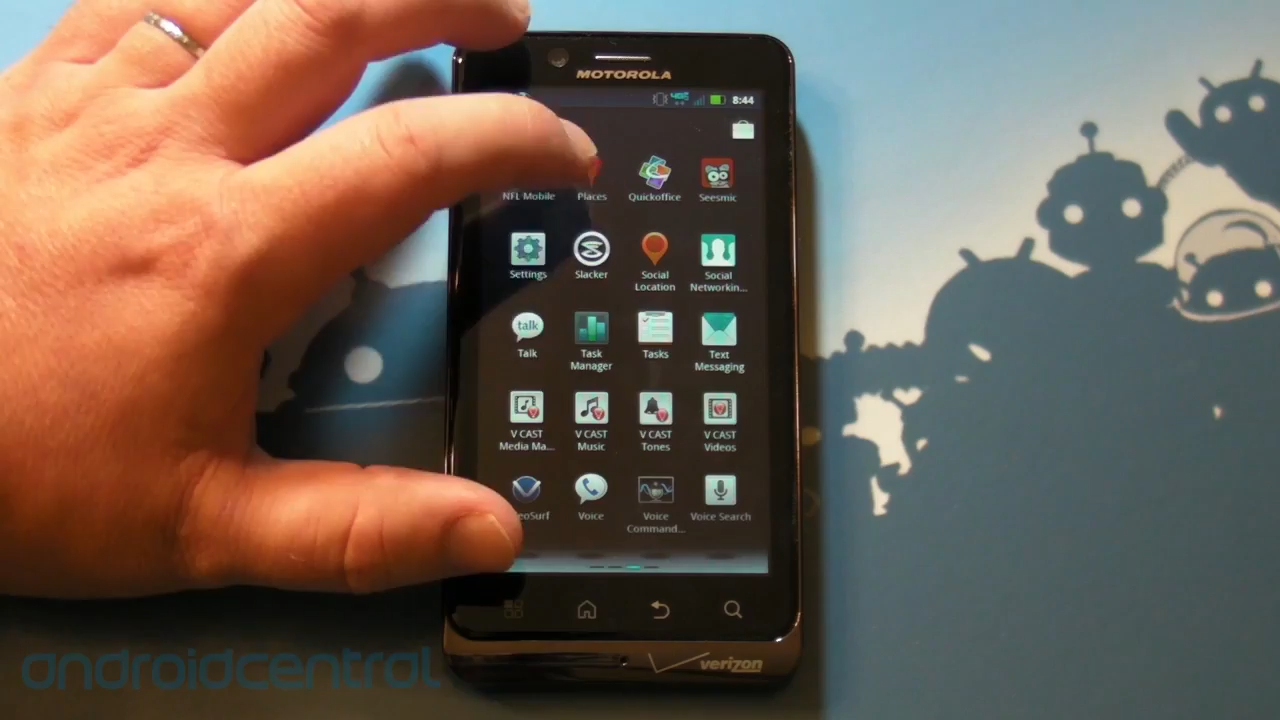 MOTOROLA
8:44
NFL Mobile
Places
Quickoffice
Seesmic
Settings
Slacker
Social
Location
Social
Networkin...
talk
Talk
Task
Manager
Tasks
Text
Messaging
V CAST
Media Ma...
V CAST
Music
V CAST
Tones
V CAST
Videos
eoSurf
Voice
Voice
Command...
Voice Search
verizon
androidcentral